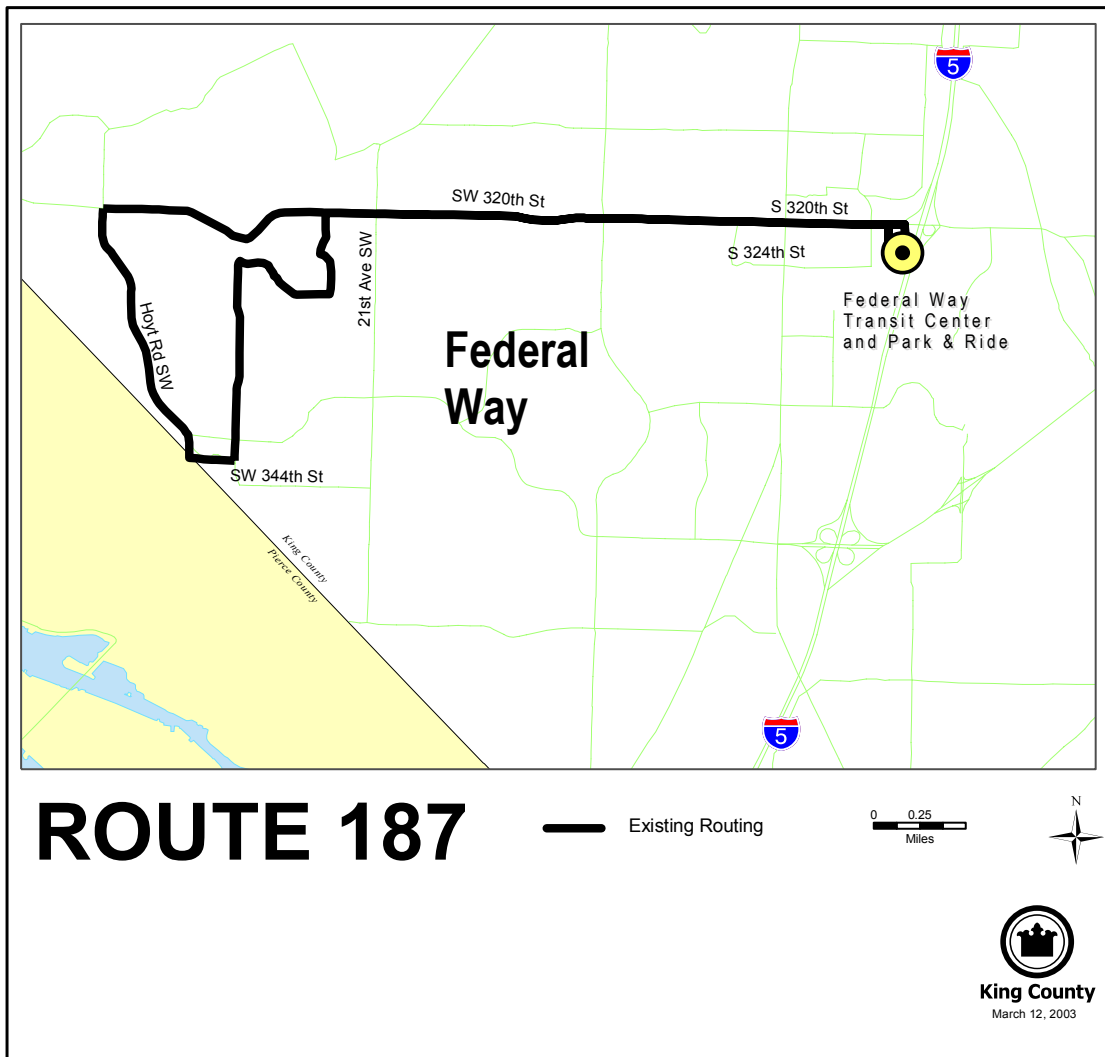 5
SW 320th St
S 320th St
21st Ave SW
S 324th St
Hoyt Rd SW
Federal Way
Transit Center
and Park & Ride
Federal
Way
SW 344th St
King County
Pierce County
5
ROUTE 187
Existing Routing
0 0.25
Miles
N
King County
March 12, 2003